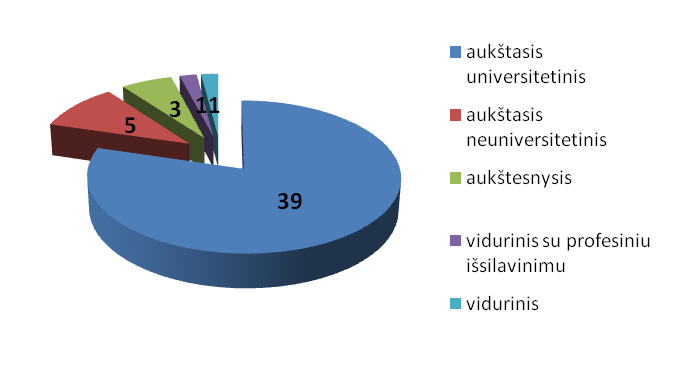 39
5
3
1
1
aukštasis
universitetinis
aukštasis
neuniversitetinis
aukštesnysis
vidurinis su profesiniu
išsilavinimu
vidurinis